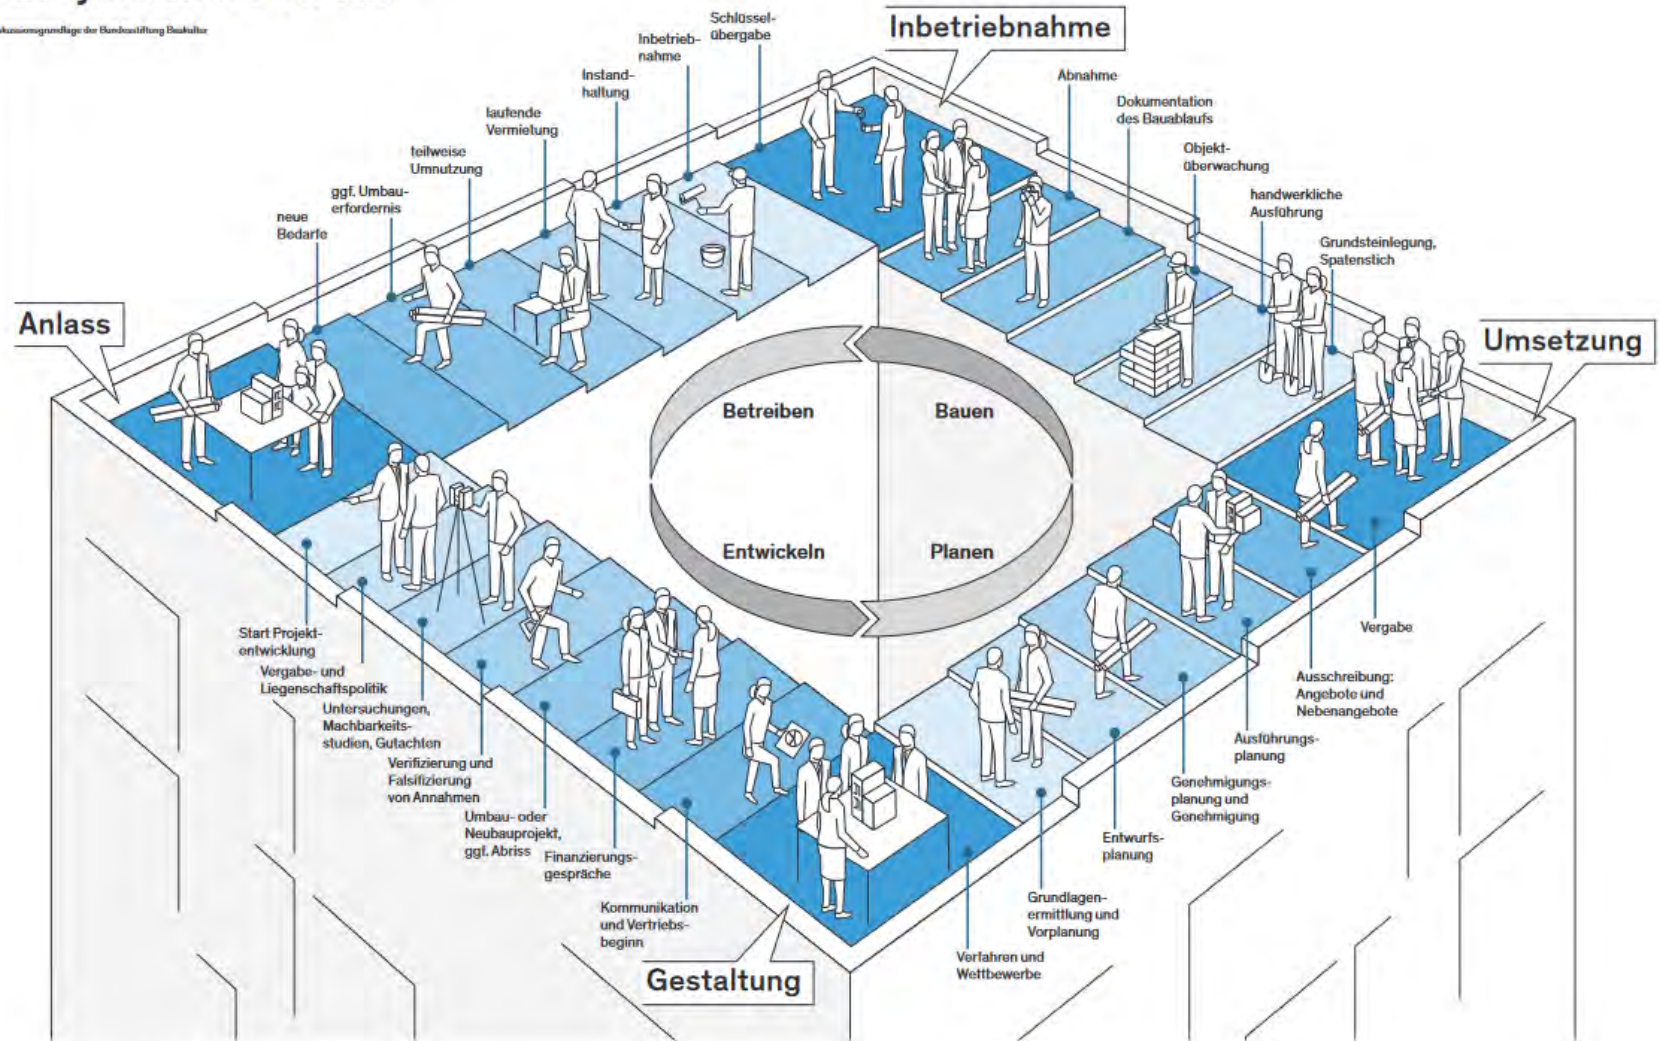 der Bundesstiftung Baukultur
Schlüssel-
übergabe
Inbetriebnahme
Inbetrieb-
nahme
Instand-
haltung
laufende
Vermietung
teilweise
Umnutzung
ggf. Umbau-
erfordernis
neue
Bedarfe
Anlass
Abnahme
Dokumentation
des Bauablaufs
Objekt-
überwachung
handwerkliche
Ausführung
Grundsteinlegung,
Spatenstich
Umsetzung
Betreiben
Bauen
Entwickeln
Planen
Start Projekt-
entwicklung
Vergabe- und
Liegenschaftspolitik
Untersuchungen,
Machbarkeits-
studien, Gutachten
Verifizierung und
Falsifizierung
von Annahmen
Umbau- oder
Neubauprojekt,
ggf. Abriss
Finanzierungs-
gespräche
Kommunikation
und Vertriebs-
beginn
Gestaltung
Verfahren und
Wettbewerbe
Grundlagen-
ermittlung und
Vorplanung
Entwurfs-
planung
Genehmigungs-
planung und
Genehmigung
Ausführungs-
planung
Ausschreibung:
Angebote und
Nebenangebote
Vergabe